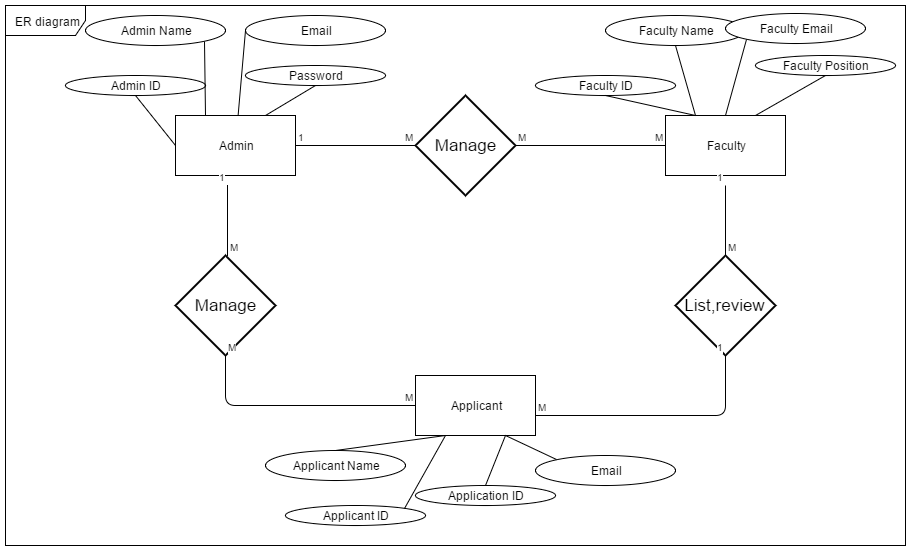 ER diagram
Admin Name
Email
Faculty Name
Faculty Email
Admin ID
Password
Faculty ID
Faculty Position
Admin
1
M
Manage
M
M
Faculty
1
1
M
M
Manage
List,review
M
1
M
Applicant
M
Applicant Name
Email
Application ID
Applicant ID